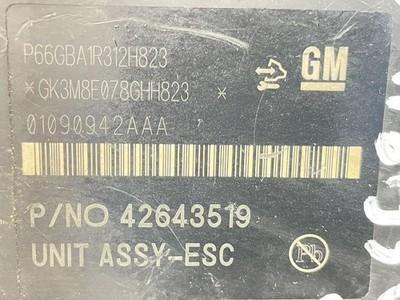 P66GBA1R312H823
*GK3M8E078GHH823 *
GM
01090942AAA
P/NO 42643519
UNIT ASSY-ESC
Pb